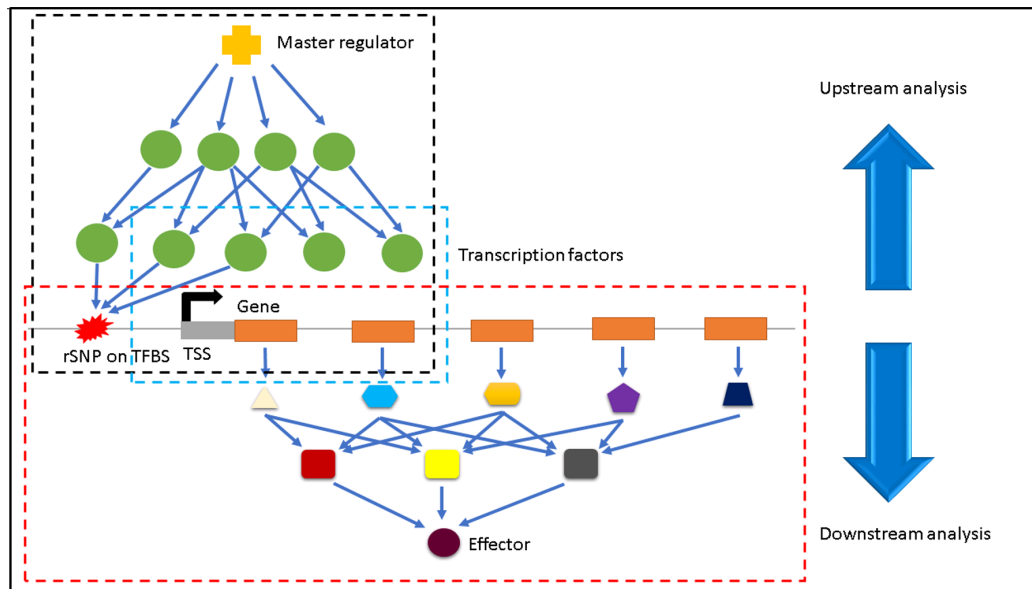 Master regulator
Upstream analysis
Transcription factors
Gene
rSNP on TFBS
TSS
Effector
Downstream analysis